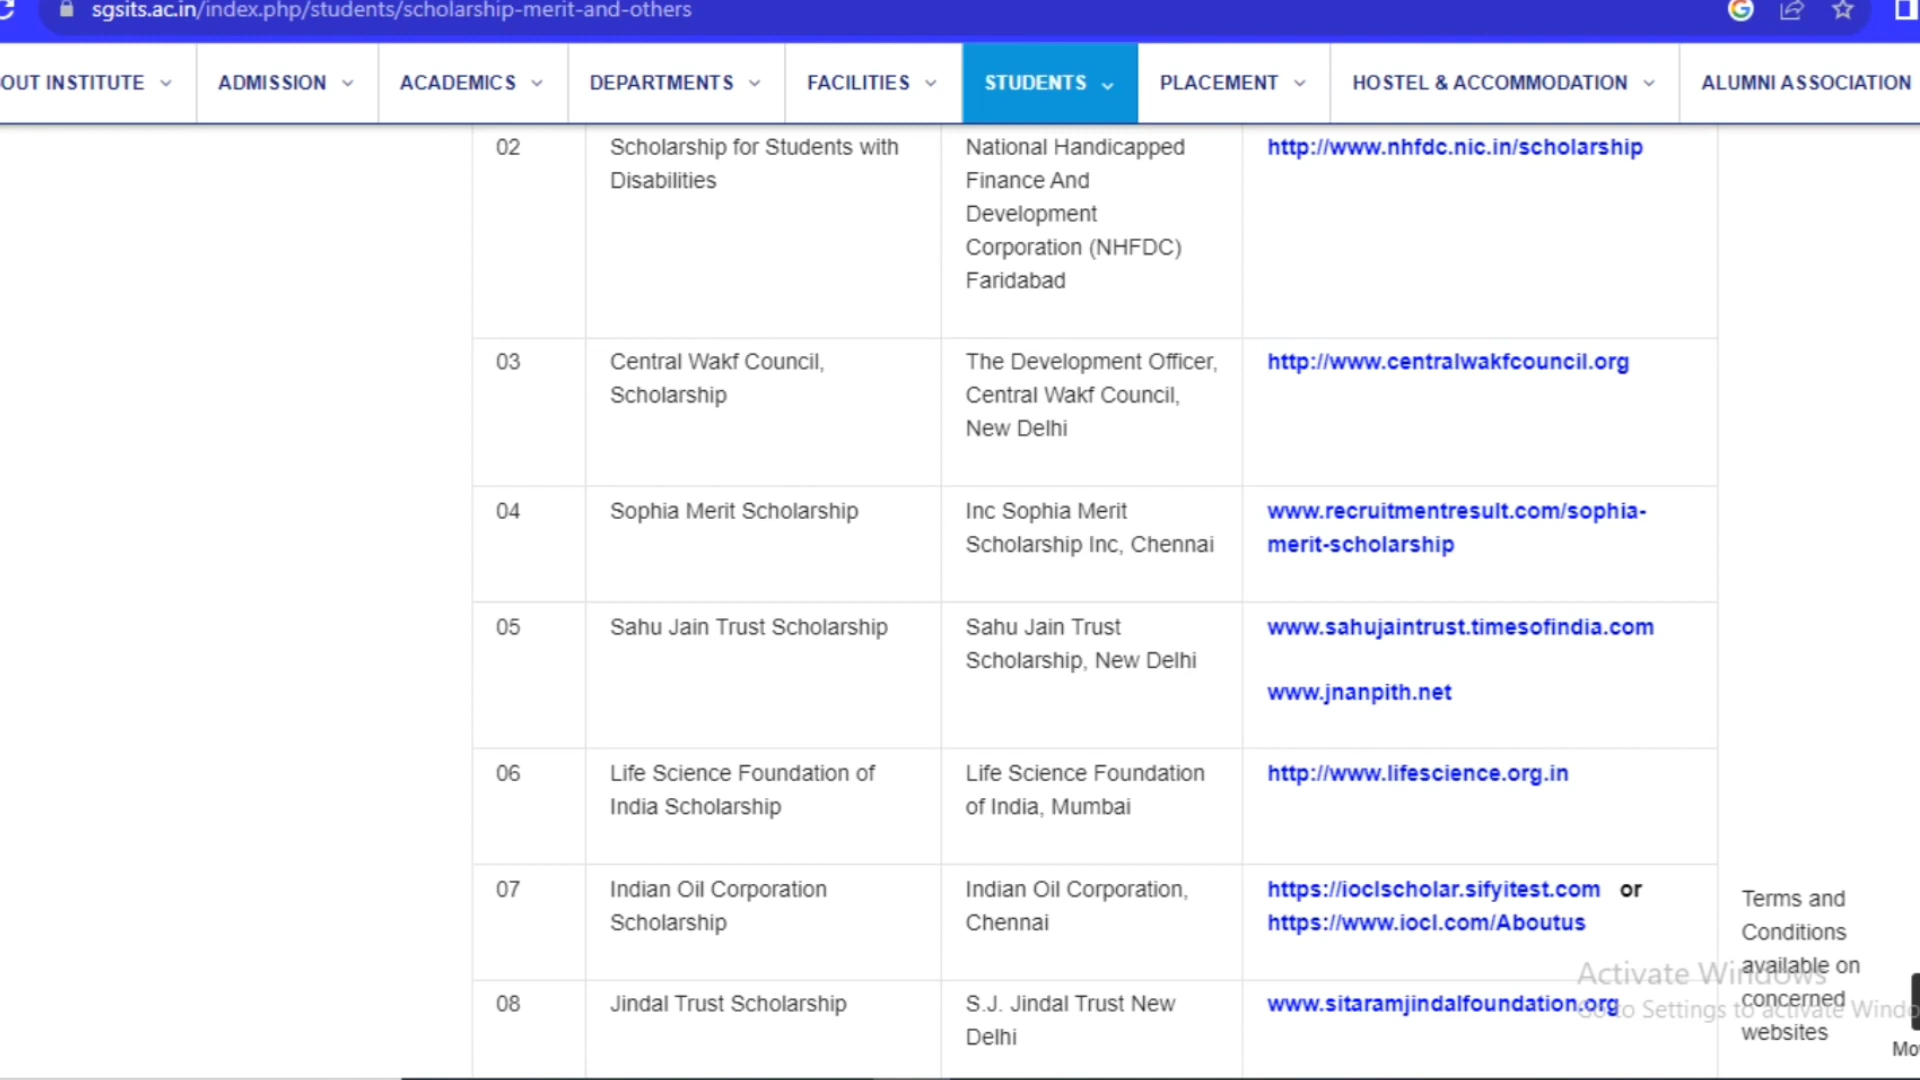 sgsits.ac.in/index.php/students/scholarship-merit-and-others
OUT INSTITUTE ADMISSION ACADEMICS DEPARTMENTS FACILITIES STUDENTS PLACEMENT HOSTEL & ACCOMMODATION ALUMNI ASSOCIATION
02 Scholarship for Students with National Handicapped http://www.nhfdc.nic.in/scholarship
Disabilities Finance And
Development
Corporation (NHFDC)
Faridabad
03 Central Wakf Council, The Development Officer, http://www.centralwakfcouncil.org
Scholarship Central Wakf Council,
New Delhi
04 Sophia Merit Scholarship Inc Sophia Merit www.recruitmentresult.com/sophia-
Scholarship Inc, Chennai merit-scholarship
05 Sahu Jain Trust Scholarship Sahu Jain Trust www.sahujaintrust.timesofindia.com
Scholarship, New Delhi
www.jnanpith.net
06 Life Science Foundation of Life Science Foundation http://www.lifescience.org.in
India Scholarship of India, Mumbai
07 Indian Oil Corporation Indian Oil Corporation, https://ioclscholar.sifyitest.com or
Scholarship Chennai https://www.iocl.com/Aboutus
08 Jindal Trust Scholarship S.J. Jindal Trust New www.sitaramjindalfoundation.org
Delhi
Terms and
Conditions
available on
concerned
websites
Activate Windows
Go to Settings to activate Windo
Mo